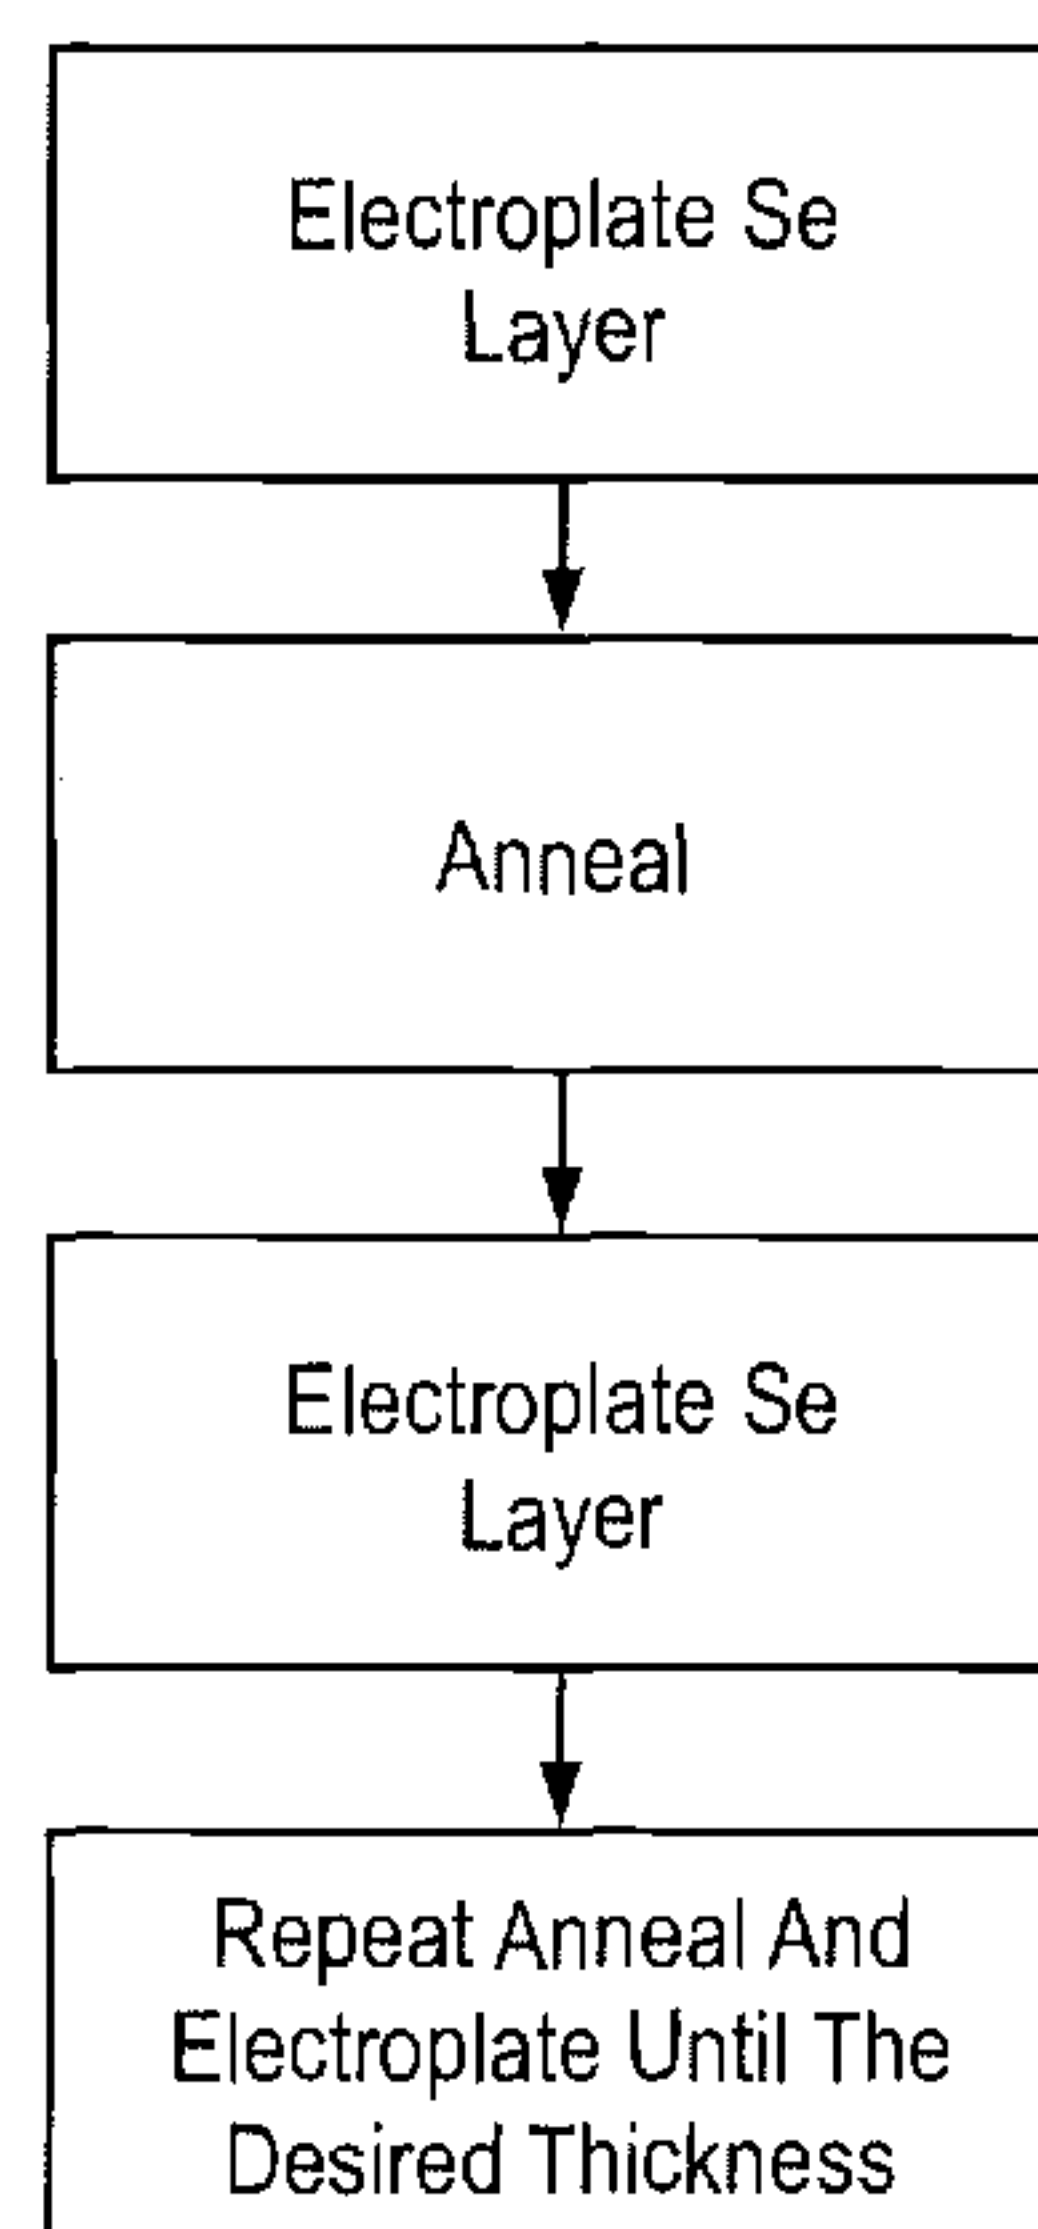 Electroplate Se
Layer
Anneal
Electroplate Se
Layer
Repeat Anneal And
Electroplate Until The
Desired Thickness